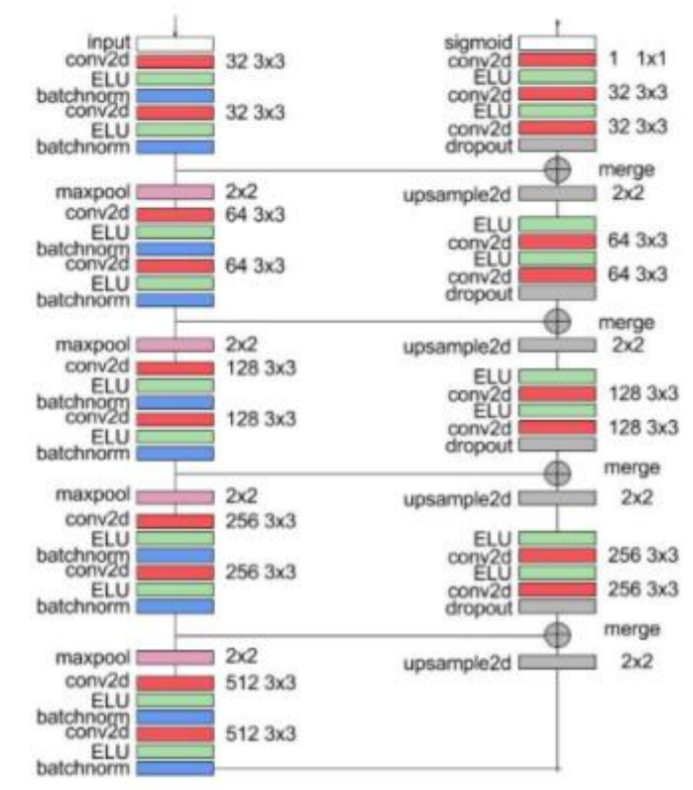 input
conv2d 32 3x3
ELU
batchnorm
conv2d 32 3x3
ELU
batchnorm
maxpool 2x2
conv2d 64 3x3
ELU
batchnorm
conv2d 64 3x3
ELU
batchnorm
maxpool 2x2
conv2d 128 3x3
ELU
batchnorm
conv2d 128 3x3
ELU
batchnorm
maxpool 2x2
conv2d 256 3x3
ELU
batchnorm
conv2d 256 3x3
ELU
batchnorm
maxpool 2x2
conv2d 512 3x3
ELU
batchnorm
conv2d 512 3x3
ELU
batchnorm
sigmoid
conv2d 1 1x1
ELU
conv2d 32 3x3
ELU
conv2d 32 3x3
dropout
merge
upsample2d 2x2
ELU
conv2d 64 3x3
ELU
conv2d 64 3x3
dropout
merge
upsample2d 2x2
ELU
conv2d 128 3x3
ELU
conv2d 128 3x3
dropout
merge
upsample2d 2x2
ELU
conv2d 256 3x3
ELU
conv2d 256 3x3
dropout
merge
upsample2d 2x2